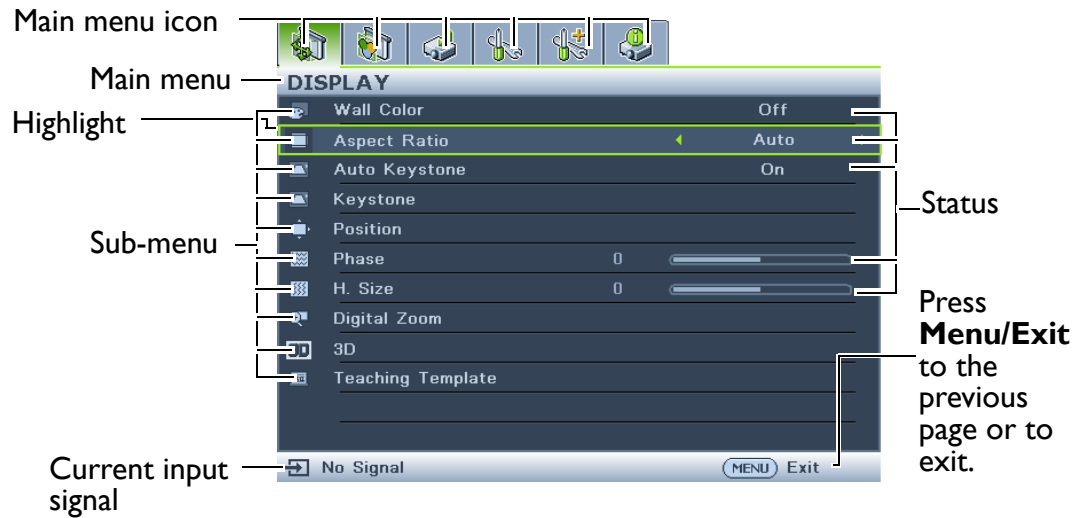 Main menu icon
Main menu
DISPLAY
Highlight
Wall Color Off
Aspect Ratio Auto
Auto Keystone On
Keystone
Status
Position
Sub-menu
Phase 0
H. Size 0
Digital Zoom
3D 3D
Teaching Template
Press
Menu/Exit
to the
previous
page or to
exit.
Current input
signal
No Signal
MENU Exit